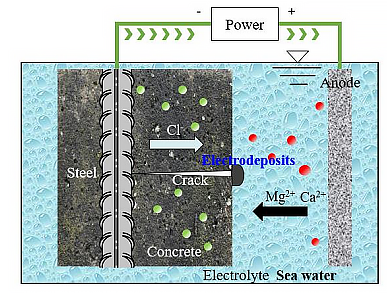 - Power +
Anode
Cl⁻
Electrodeposits
Steel
Crack
Mg²⁺ Ca²⁺
Concrete
Electrolyte Sea water